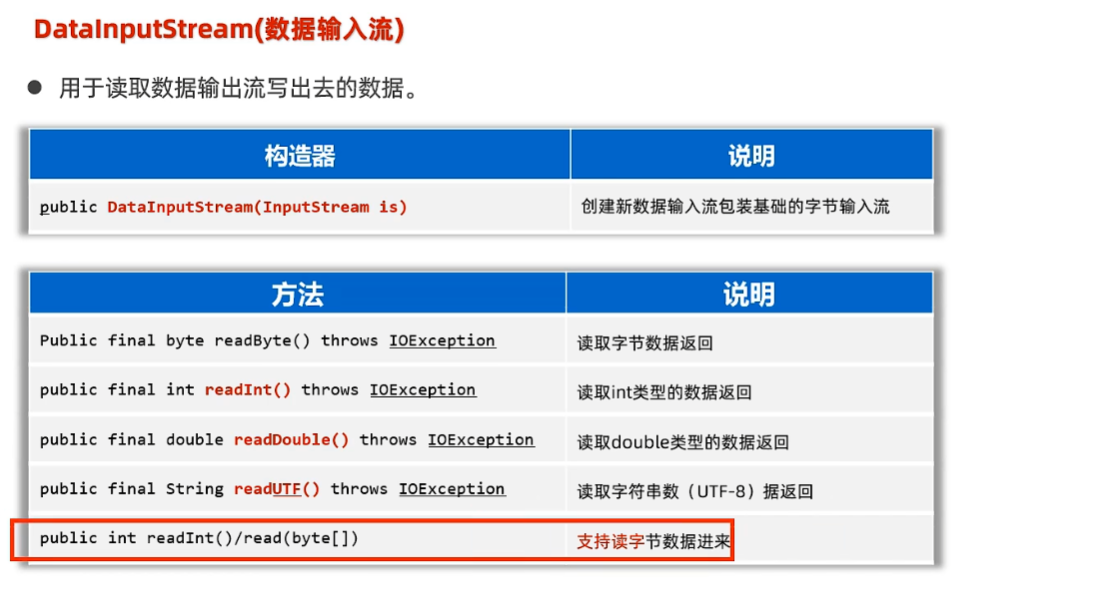 DataInputStream(数据输入流)
● 用于读取数据输出流写出去的数据。
构造器 说明
public DataInputStream(InputStream is) 创建新数据输入流包装基础的字节输入流
方法 说明
Public final byte readByte() throws IOException 读取字节数据返回
public final int readInt() throws IOException 读取int类型的数据返回
public final double readDouble() throws IOException 读取double类型的数据返回
public final String readUTF() throws IOException 读取字符串数（UTF-8）据返回
public int readInt()/read(byte[]) 支持读字节数据进来